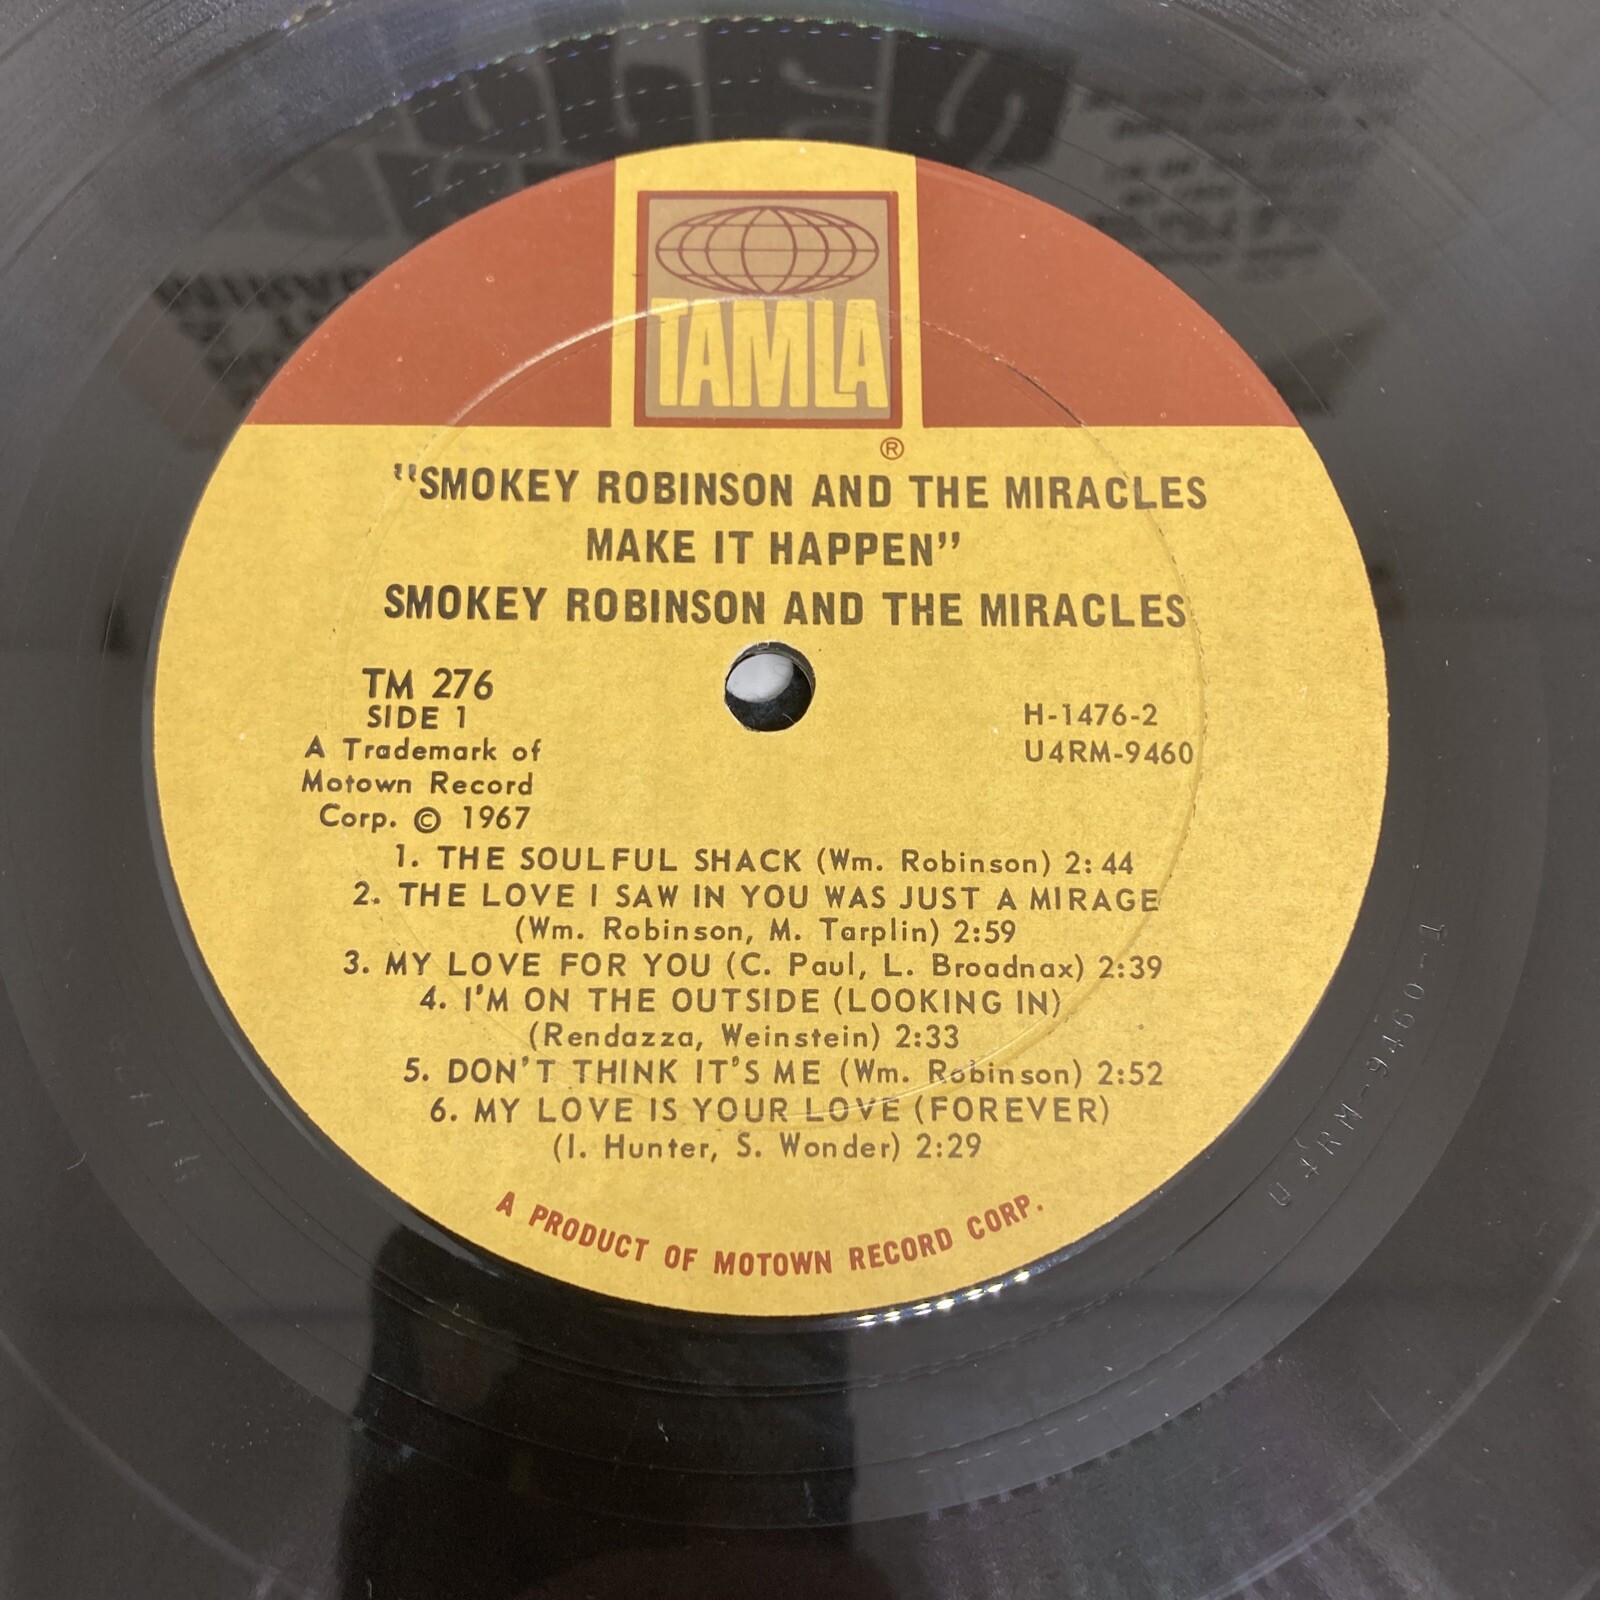 TAMLA
®
"SMOKEY ROBINSON AND THE MIRACLES
MAKE IT HAPPEN"
SMOKEY ROBINSON AND THE MIRACLES
TM 276
SIDE 1
A Trademark of
Motown Record
Corp. © 1967
H-1476-2
U4RM-9460
1. THE SOULFUL SHACK (Wm. Robinson) 2:44
2. THE LOVE I SAW IN YOU WAS JUST A MIRAGE
(Wm. Robinson, M. Tarplin) 2:59
3. MY LOVE FOR YOU (C. Paul, L. Broadnax) 2:39
4. I'M ON THE OUTSIDE (LOOKING IN)
(Rendazza, Weinstein) 2:33
5. DON'T THINK IT'S ME (Wm. Robinson) 2:52
6. MY LOVE IS YOUR LOVE (FOREVER)
(I. Hunter, S. Wonder) 2:29
A PRODUCT OF MOTOWN RECORD CORP.
U4RM-9460-1